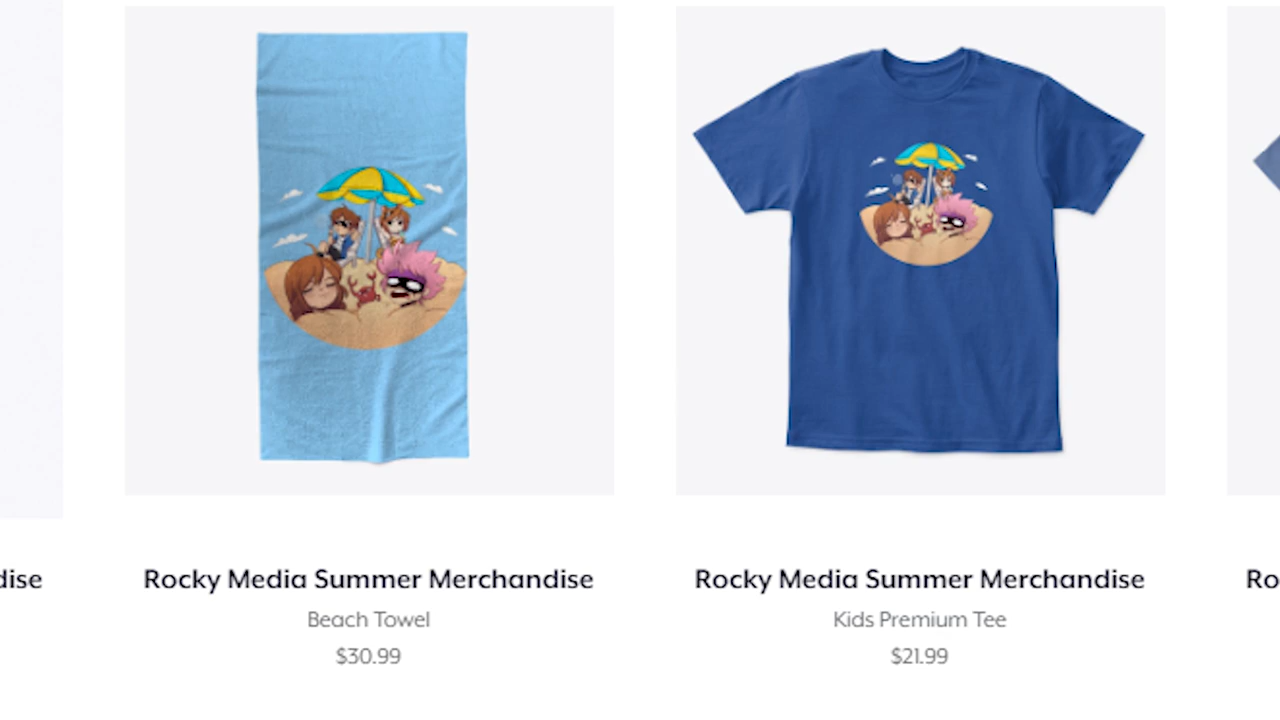 dise
Rocky Media Summer Merchandise
Beach Towel
$30.99
Rocky Media Summer Merchandise
Kids Premium Tee
$21.99
Ro